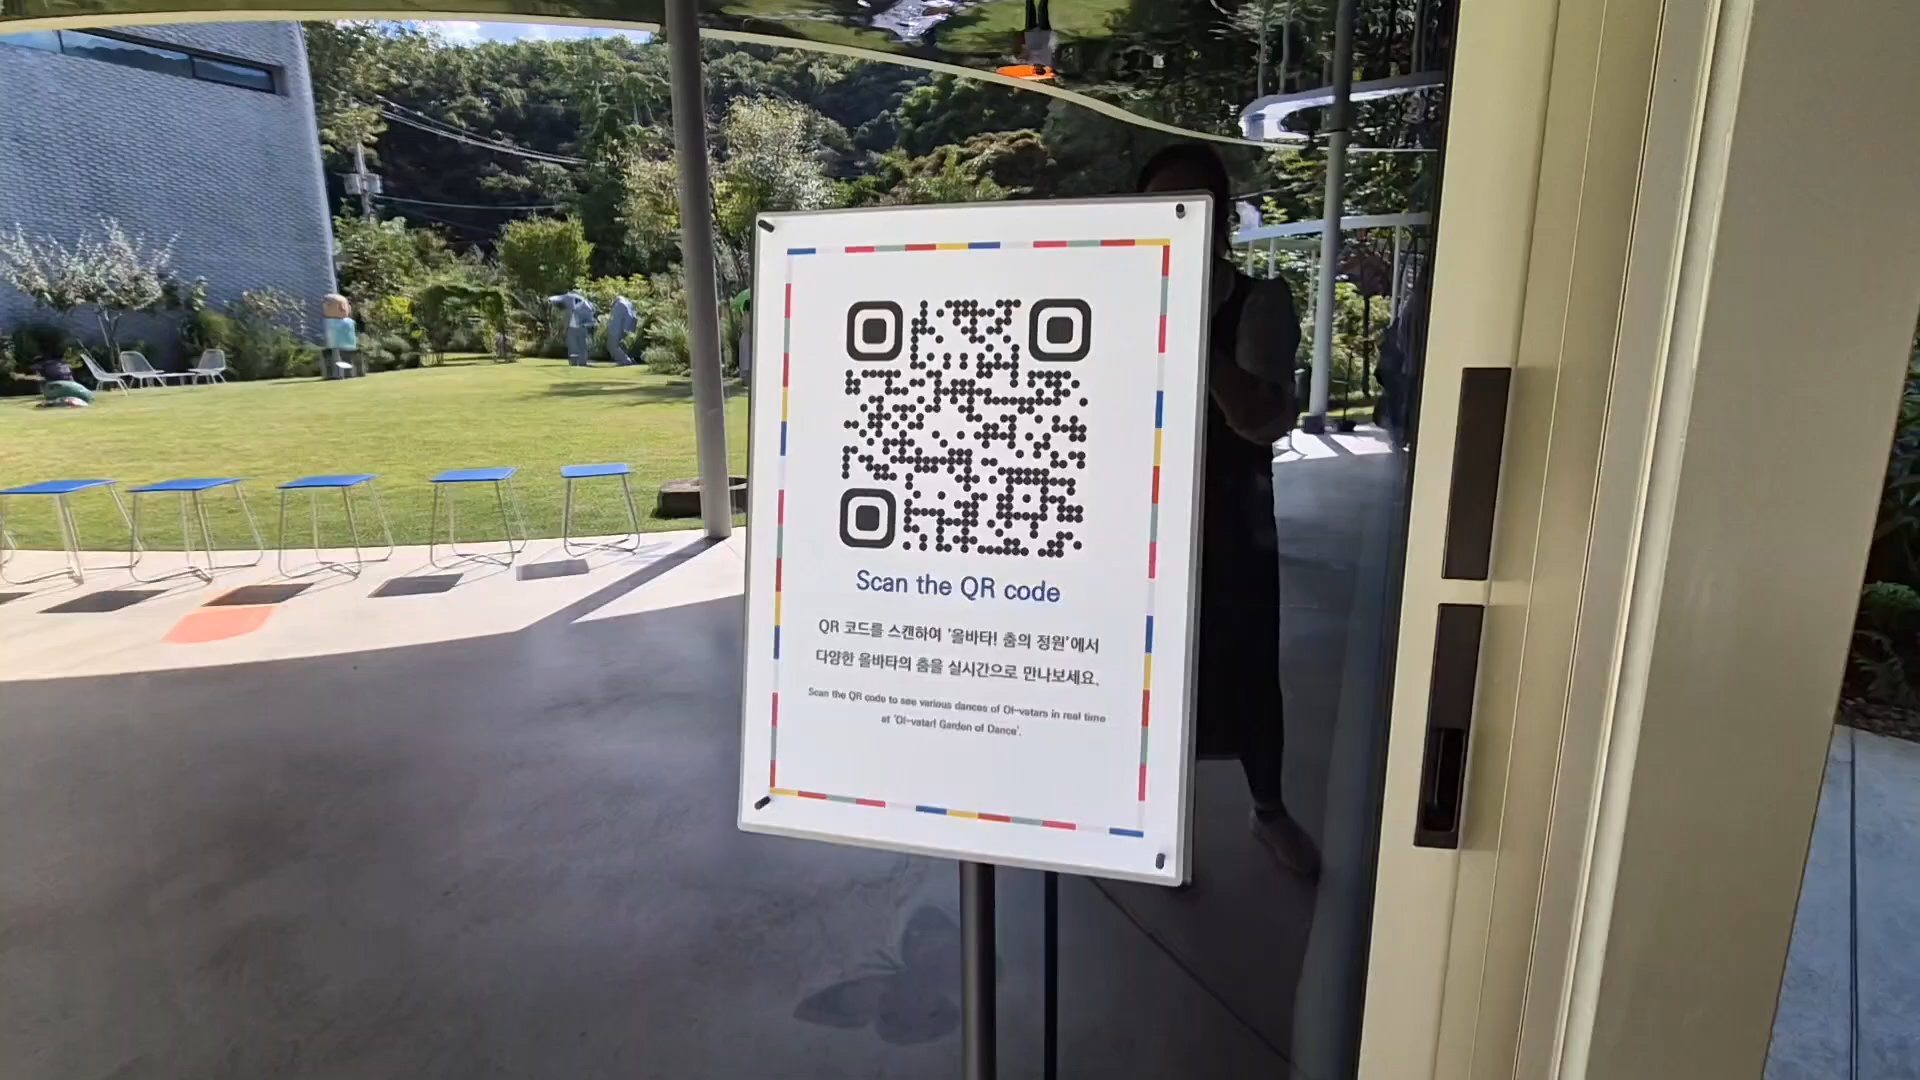 Scan the QR code
QR 코드를 스캔하여 '올바타! 춤의 정원'에서
다양한 올바타의 춤을 실시간으로 만나보세요.
Scan the QR code to see various dances of Ol-vatars in real time
at 'Ol-vatar! Garden of Dance'.